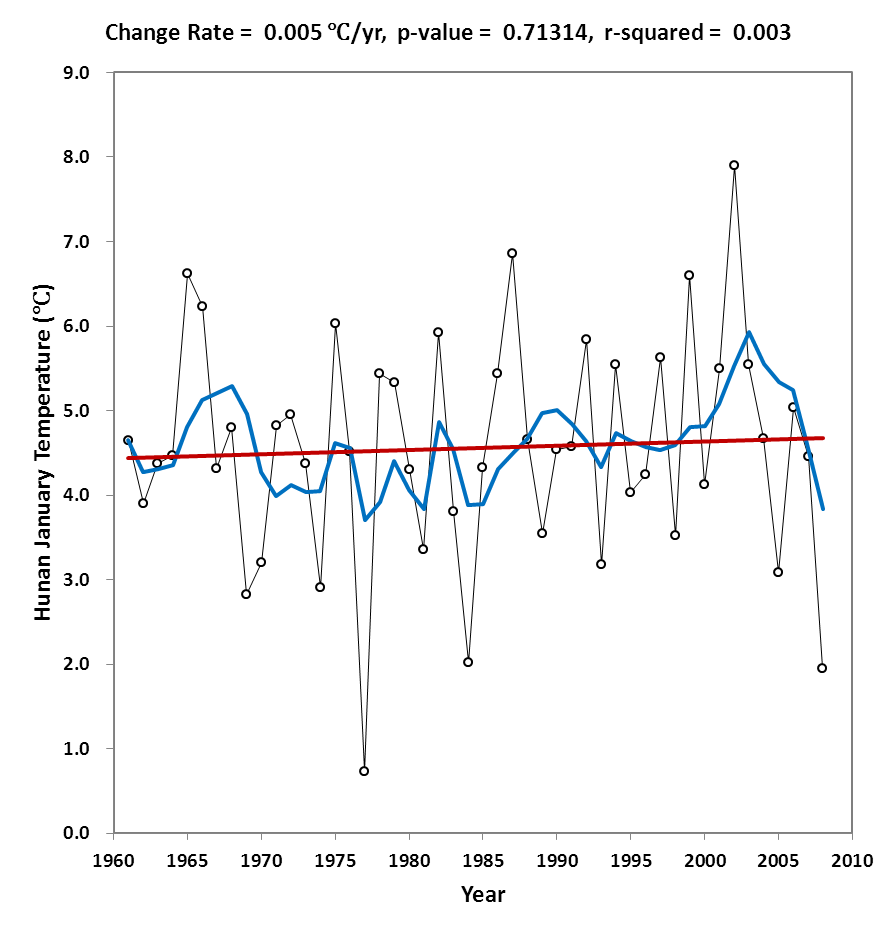 Change Rate = 0.005 ℃/yr, p-value = 0.71314, r-squared = 0.003
9.0
8.0
7.0
6.0
5.0
4.0
3.0
2.0
1.0
0.0
Hunan January Temperature (℃)
1960 1965 1970 1975 1980 1985 1990 1995 2000 2005 2010
Year